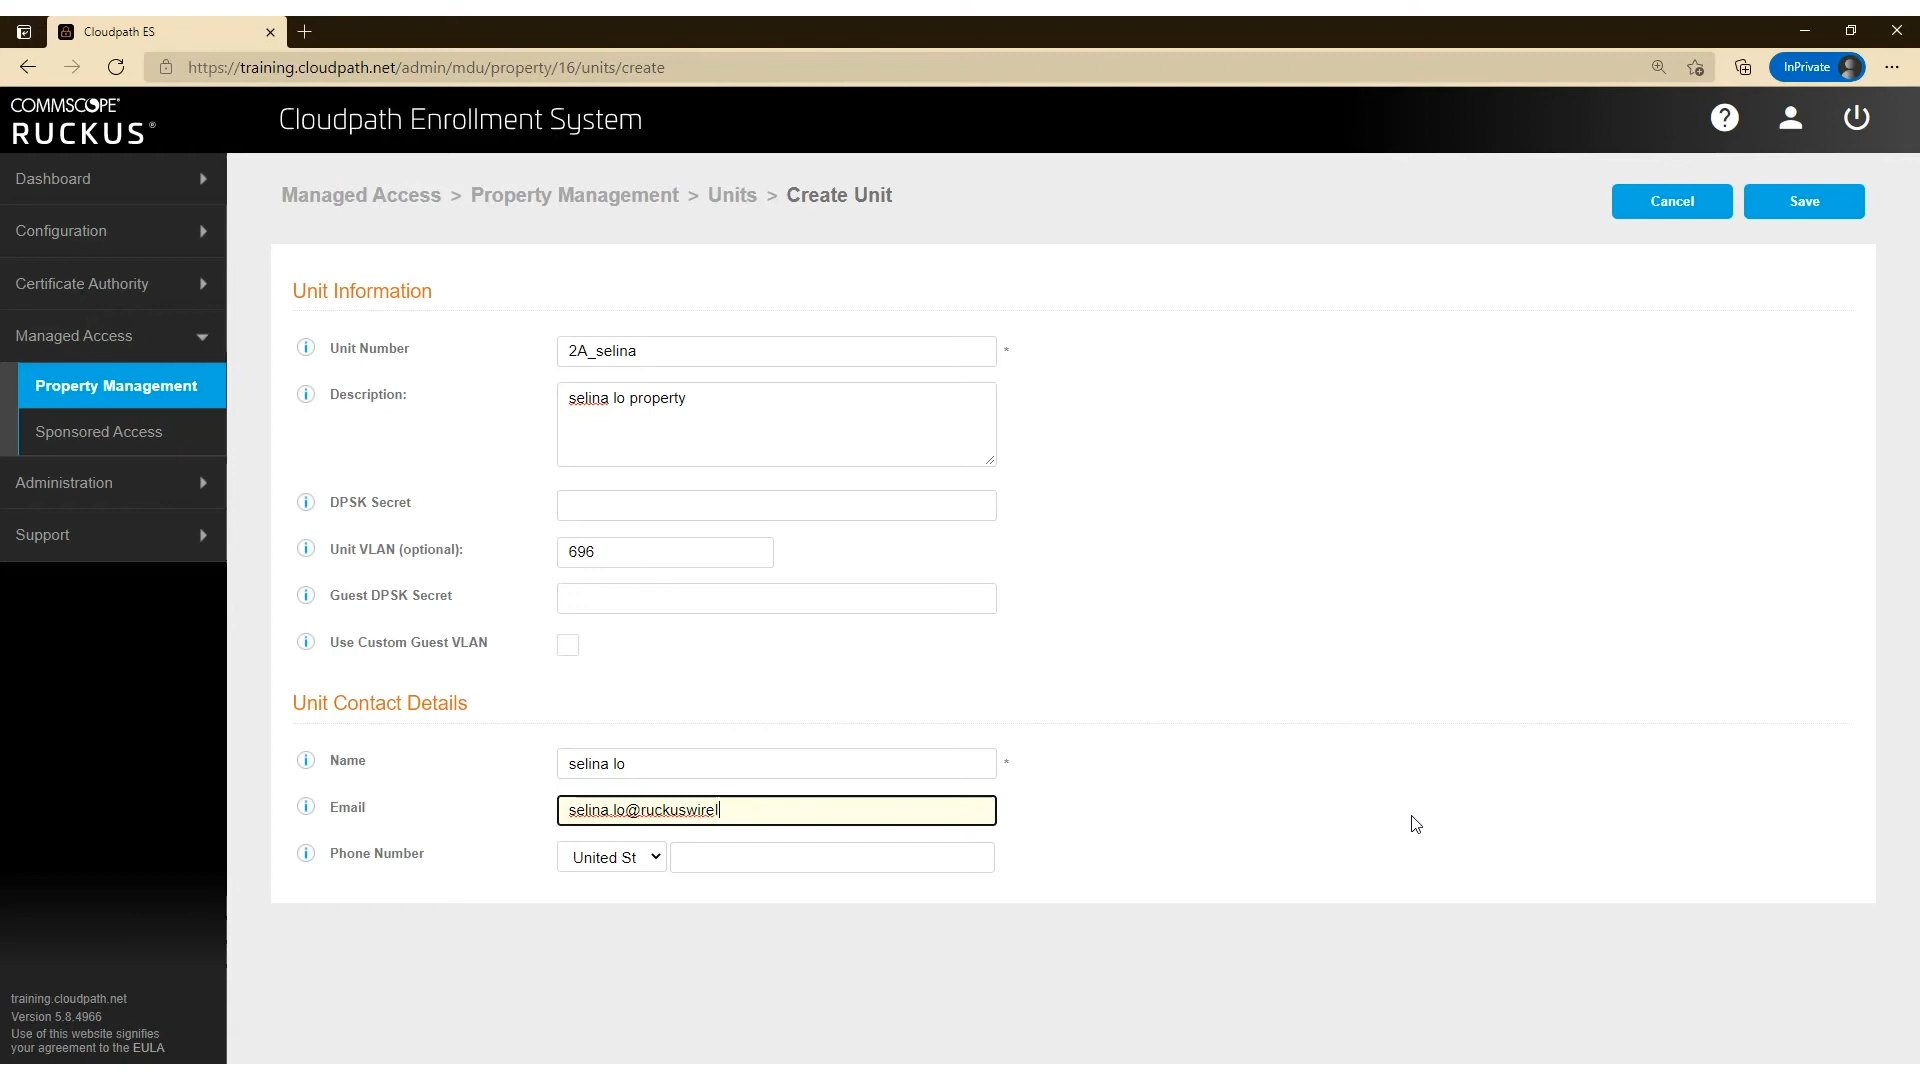 Cloudpath ES
https://training.cloudpath.net/admin/mdu/property/16/units/create
InPrivate
COMMSCOPE®
RUCKUS®
Cloudpath Enrollment System
Dashboard
Configuration
Certificate Authority
Managed Access
Property Management
Sponsored Access
Administration
Support
Managed Access > Property Management > Units > Create Unit
Cancel
Save
Unit Information
Unit Number
2A_selina
*
Description:
selina lo property
DPSK Secret
Unit VLAN (optional):
696
Guest DPSK Secret
Use Custom Guest VLAN
Unit Contact Details
Name
selina lo
*
Email
selina.lo@ruckuswirel
Phone Number
United St
training.cloudpath.net
Version 5.8.4966
Use of this website signifies
your agreement to the EULA